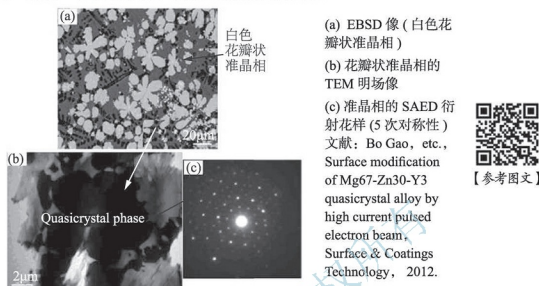 (a)
白色
花瓣状
准晶相
20μm
(b)
Quasicrystal phase
2μm
(c)
(a) EBSD 像 ( 白色花
瓣状准晶相 )
(b) 花瓣状准晶相的
TEM 明场像
(c) 准晶相的 SAED 衍
射花样 (5 次对称性 )
文献：Bo Gao，etc.，
Surface modification
of Mg67-Zn30-Y3
quasicrystal alloy by
high current pulsed
electron beam，
Surface & Coatings
Technology， 2012.
【参考图文】
权所有